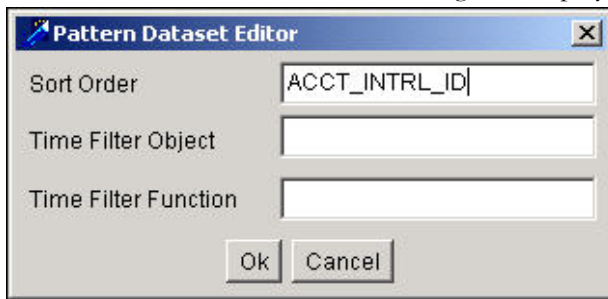 Pattern Dataset Editor
Sort Order ACCT_INTRL_ID
Time Filter Object
Time Filter Function
Ok Cancel